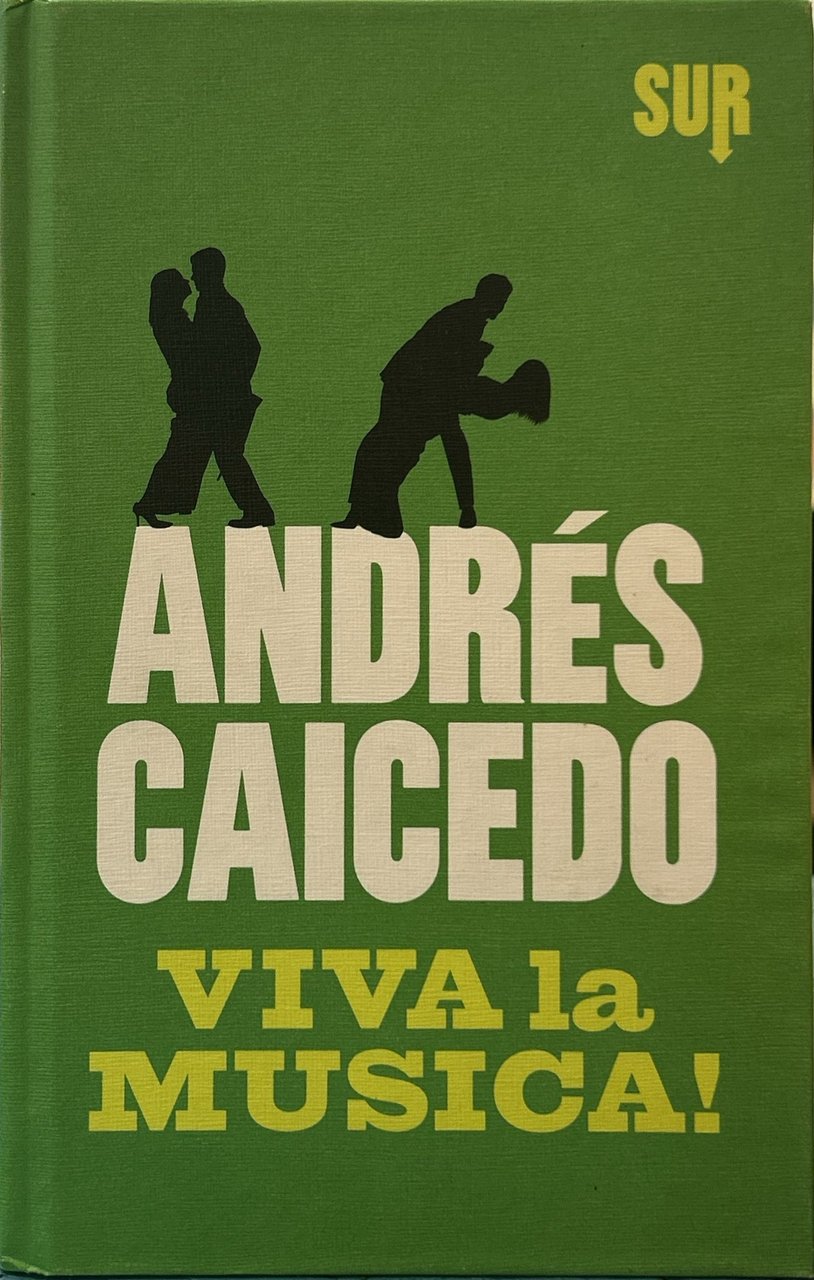 SUR
ANDRÉS
CAICEDO
VIVA la
MUSICA!